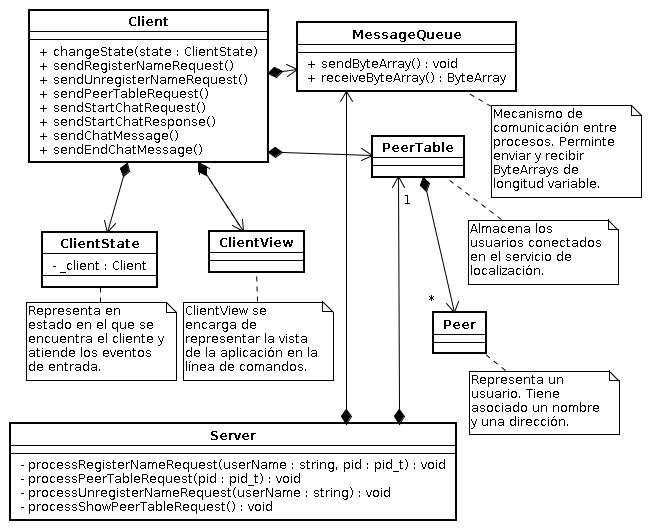 Client
+ changeState(state : ClientState)
+ sendRegisterNameRequest()
+ sendUnregisterNameRequest()
+ sendPeerTableRequest()
+ sendStartChatRequest()
+ sendStartChatResponse()
+ sendChatMessage()
+ sendEndChatMessage()
MessageQueue
+ sendByteArray() : void
+ receiveByteArray() : ByteArray
Mecanismo de
comunicación entre
procesos. Perminte
enviar y recibir
ByteArrays de
longitud variable.
PeerTable
1
Almacena los
usuarios conectados
en el servicio de
localización.
ClientState
- _client : Client
ClientView
Representa en
estado en el que se
encuentra el cliente y
atiende los eventos
de entrada.
ClientView se
encarga de
representar la vista
de la aplicación en la
línea de comandos.
*
Peer
Representa un
usuario. Tiene
asociado un nombre
y una dirección.
Server
- processRegisterNameRequest(userName : string, pid : pid_t) : void
- processPeerTableRequest(pid : pid_t) : void
- processUnregisterNameRequest(userName : string) : void
- processShowPeerTableRequest() : void